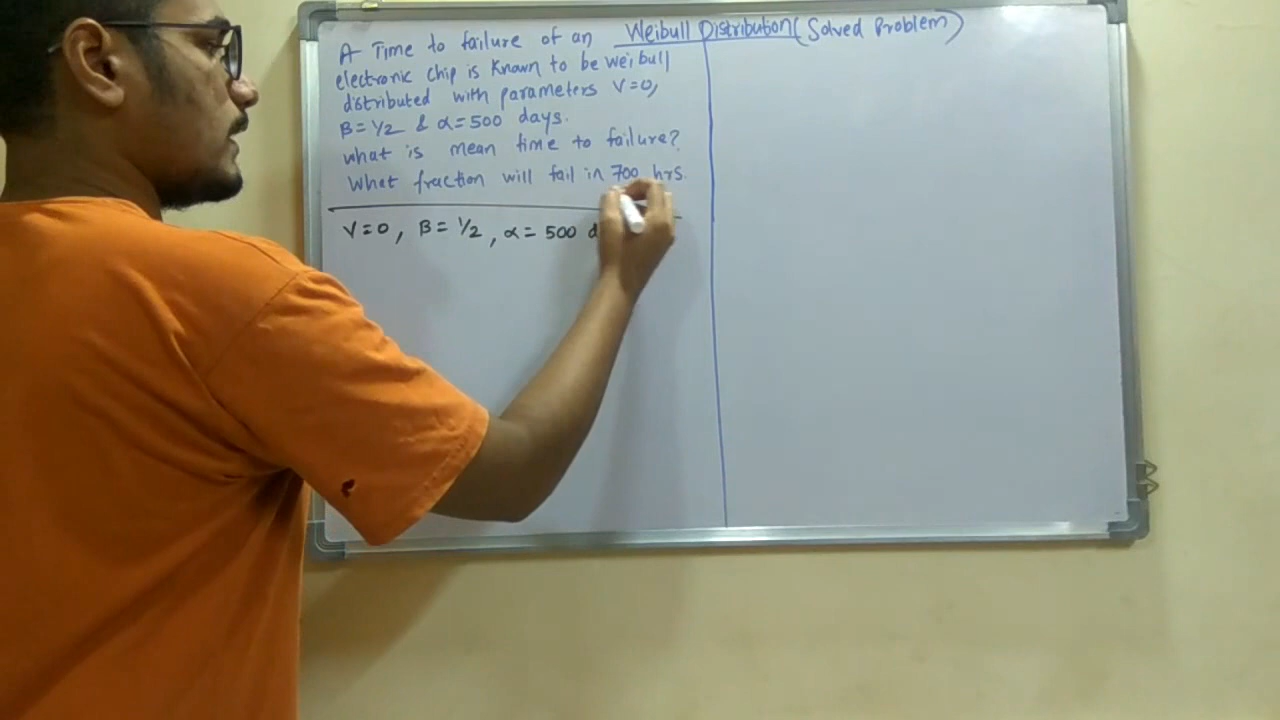 Weibull Distribution (Solved Problem)
A Time to failure of an
electronic chip is known to be weibull
distributed with parameters V=0,
β=1/2 & α=500 days.
what is mean time to failure?
What fraction will fail in 700 hrs.
V=0, β=1/2, α=500 d